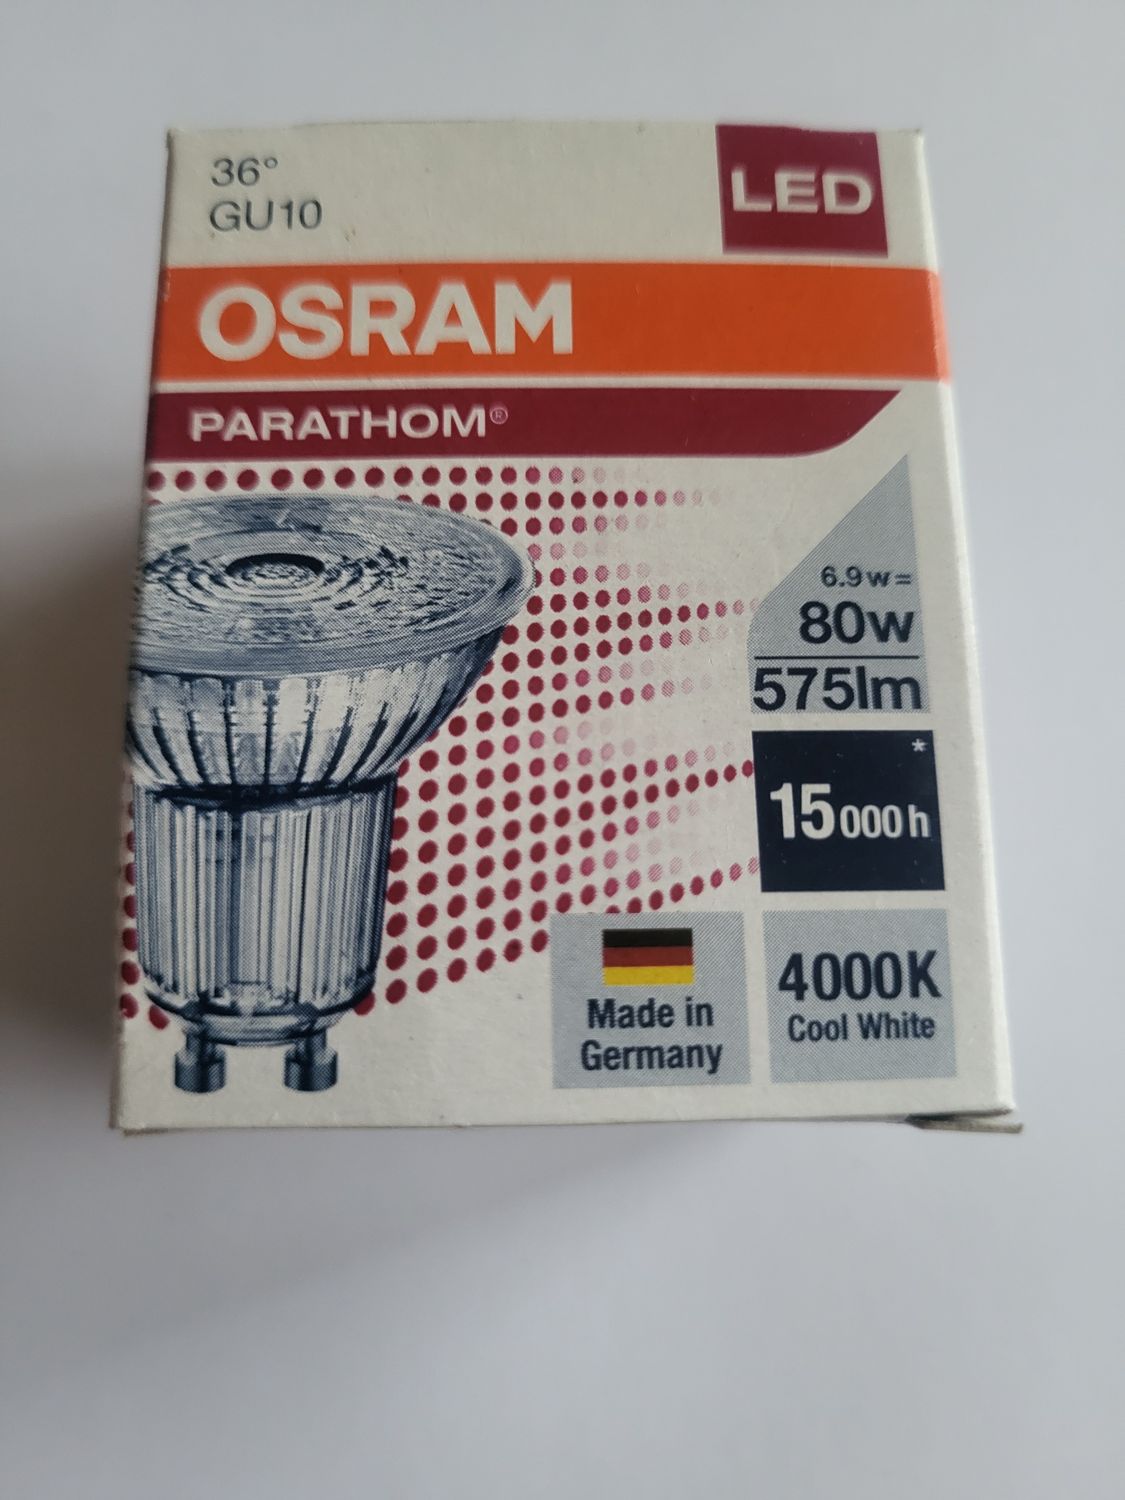 36°
GU10
LED
OSRAM
PARATHOM®
6.9w=
80w
575lm
*
15000h
Made in
Germany
4000K
Cool White